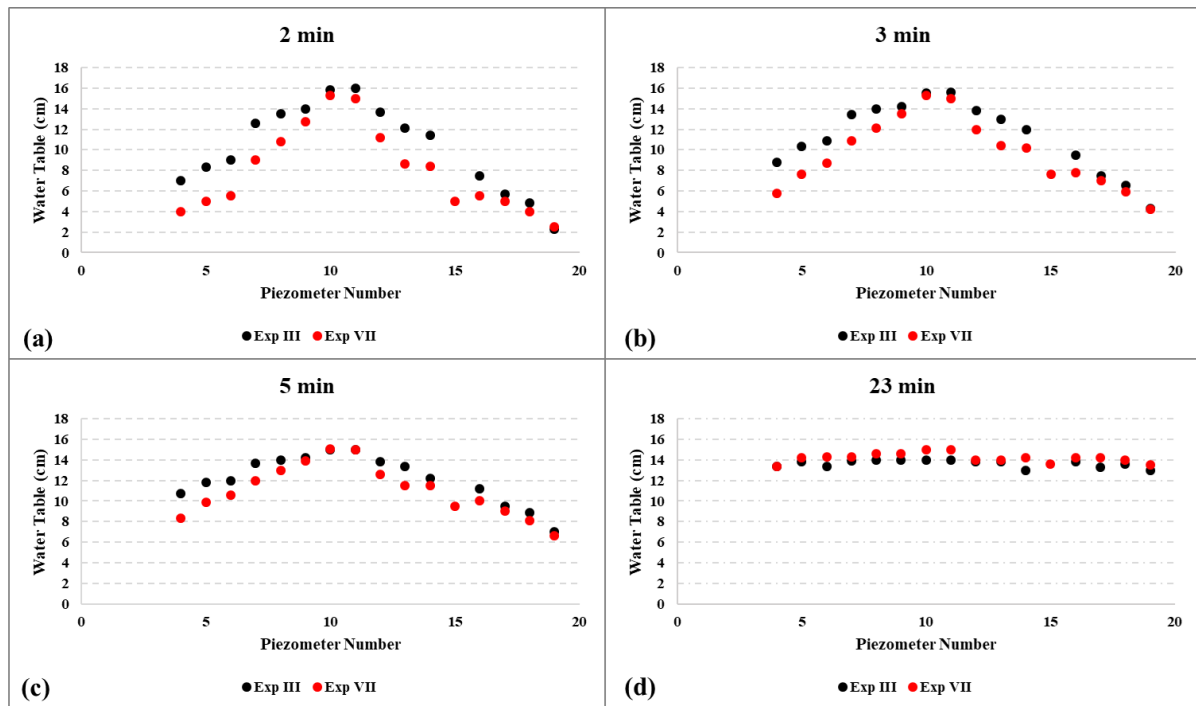 2 min
18
16
14
12
10
8
6
4
2
0
Water Table (cm)
0 5 10 15 20
Piezometer Number
(a)
Exp III Exp VII
3 min
18
16
14
12
10
8
6
4
2
0
Water Table (cm)
0 5 10 15 20
Piezometer Number
(b)
Exp III Exp VII
5 min
18
16
14
12
10
8
6
4
2
0
Water Table (cm)
0 5 10 15 20
Piezometer Number
(c)
Exp III Exp VII
23 min
18
16
14
12
10
8
6
4
2
0
Water Table (cm)
0 5 10 15 20
Piezometer Number
(d)
Exp III Exp VII